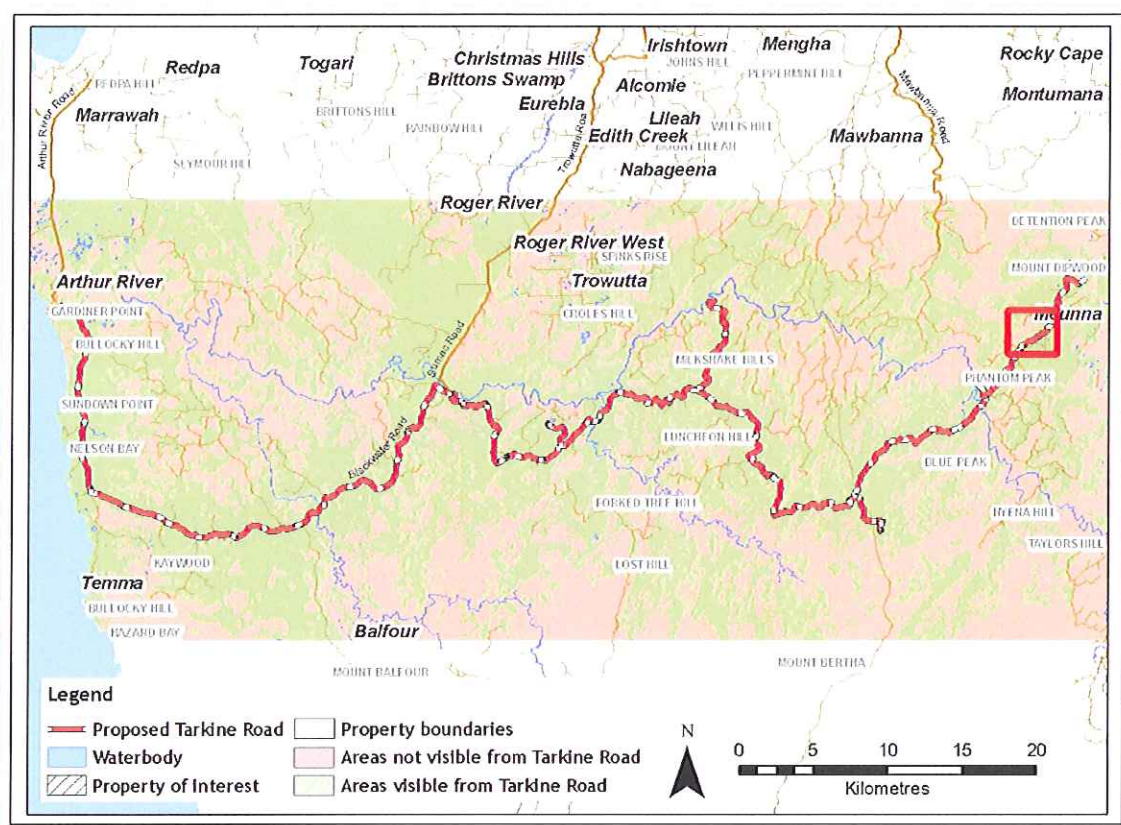 Redpa
REDPA HILL
Togari
Christmas Hills
Brittons Swamp
Irishtown
JOHNS HILL
Mengha
PEPPERMINT HILL
Rocky Cape
Marrawah
BRITTONS HILL
Eurebla
Alcomie
Montumana
RAINBOW HILL
Lileah
WILLIS HILL
Edith Creek
MOUNT LILEAH
Mawbanna
Mawbanna Road
Arthur River Road
SEYMOUR HILL
Nabageena
Roger River
DETENTION PEAK
Roger River West
SPINKS RISE
Trowutta
MOUNT DIPWOOD
Arthur River
GARDINER POINT
CROLES HILL
BULLOCKY HILL
MILKSHAKE HILLS
PHANTOM PEAK
SUNDOWN POINT
NELSON BAY
Blackwater Road
LUNCHEON HILL
BLUE PEAK
FORKED TREE HILL
NYENA HILL
TAYLORS HILL
KAYWOOD
LOST HILL
Temma
BULLOCKY HILL
HAZARD BAY
Balfour
MOUNT BALFOUR
MOUNT BERTHA
Legend
Proposed Tarkine Road
Property boundaries
Waterbody
Areas not visible from Tarkine Road
Property of Interest
Areas visible from Tarkine Road
N
0 5 10 15 20
Kilometres